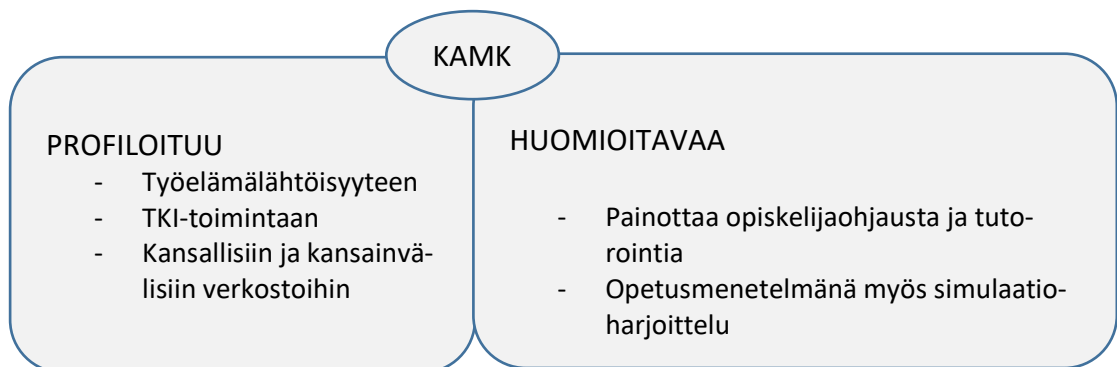 KAMK
PROFILOITUU
- Työelämälähtöisyyteen
- TKI-toimintaan
- Kansallisiin ja kansainvä-
lisiin verkostoihin
HUOMIOITAVAA
- Painottaa opiskelijaohjausta ja tuto-
rointia
- Opetusmenetelmänä myös simulaatio-
harjoittelu